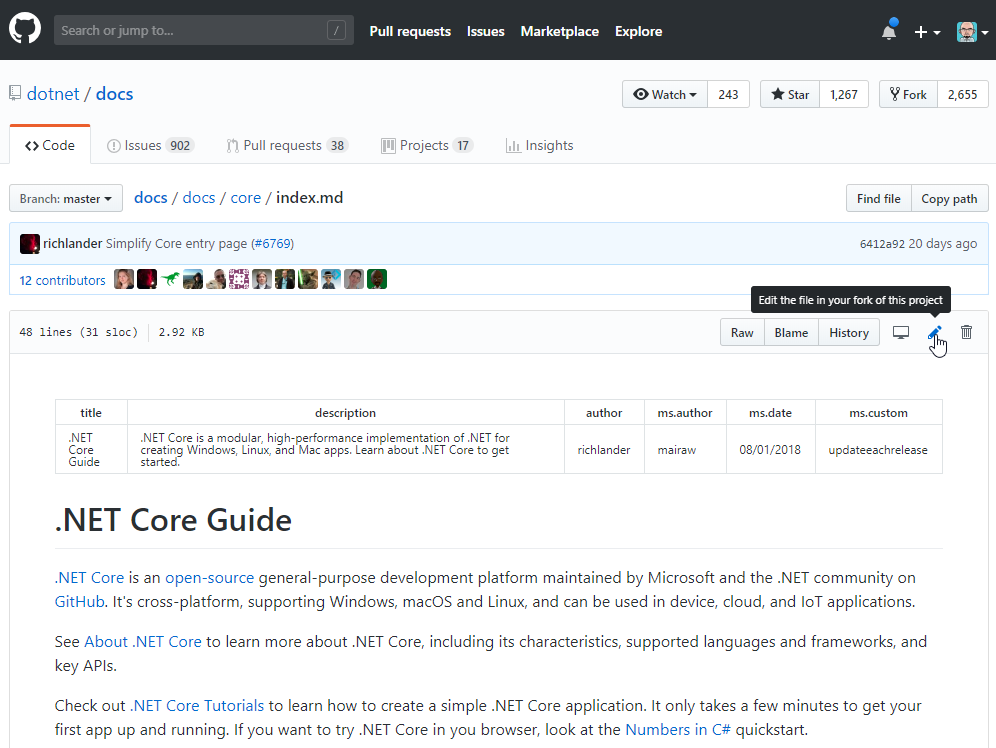 Search or jump to... / Pull requests Issues Marketplace Explore
dotnet / docs Watch 243 Star 1,267 Fork 2,655
Code Issues 902 Pull requests 38 Projects 17 Insights
Branch: master docs / docs / core / index.md Find file Copy path
richlander Simplify Core entry page (#6769) 6412a92 20 days ago
12 contributors
Edit the file in your fork of this project
48 lines (31 sloc) 2.92 KB Raw Blame History
title description author ms.author ms.date ms.custom
.NET Core Guide
.NET Core is a modular, high-performance implementation of .NET for
creating Windows, Linux, and Mac apps. Learn about .NET Core to get
started.
richlander mairaw 08/01/2018 updateeachrelease
.NET Core Guide
.NET Core is an open-source general-purpose development platform maintained by Microsoft and the .NET community on
GitHub. It's cross-platform, supporting Windows, macOS and Linux, and can be used in device, cloud, and IoT applications.
See About .NET Core to learn more about .NET Core, including its characteristics, supported languages and frameworks, and
key APIs.
Check out .NET Core Tutorials to learn how to create a simple .NET Core application. It only takes a few minutes to get your
first app up and running. If you want to try .NET Core in you browser, look at the Numbers in C# quickstart.